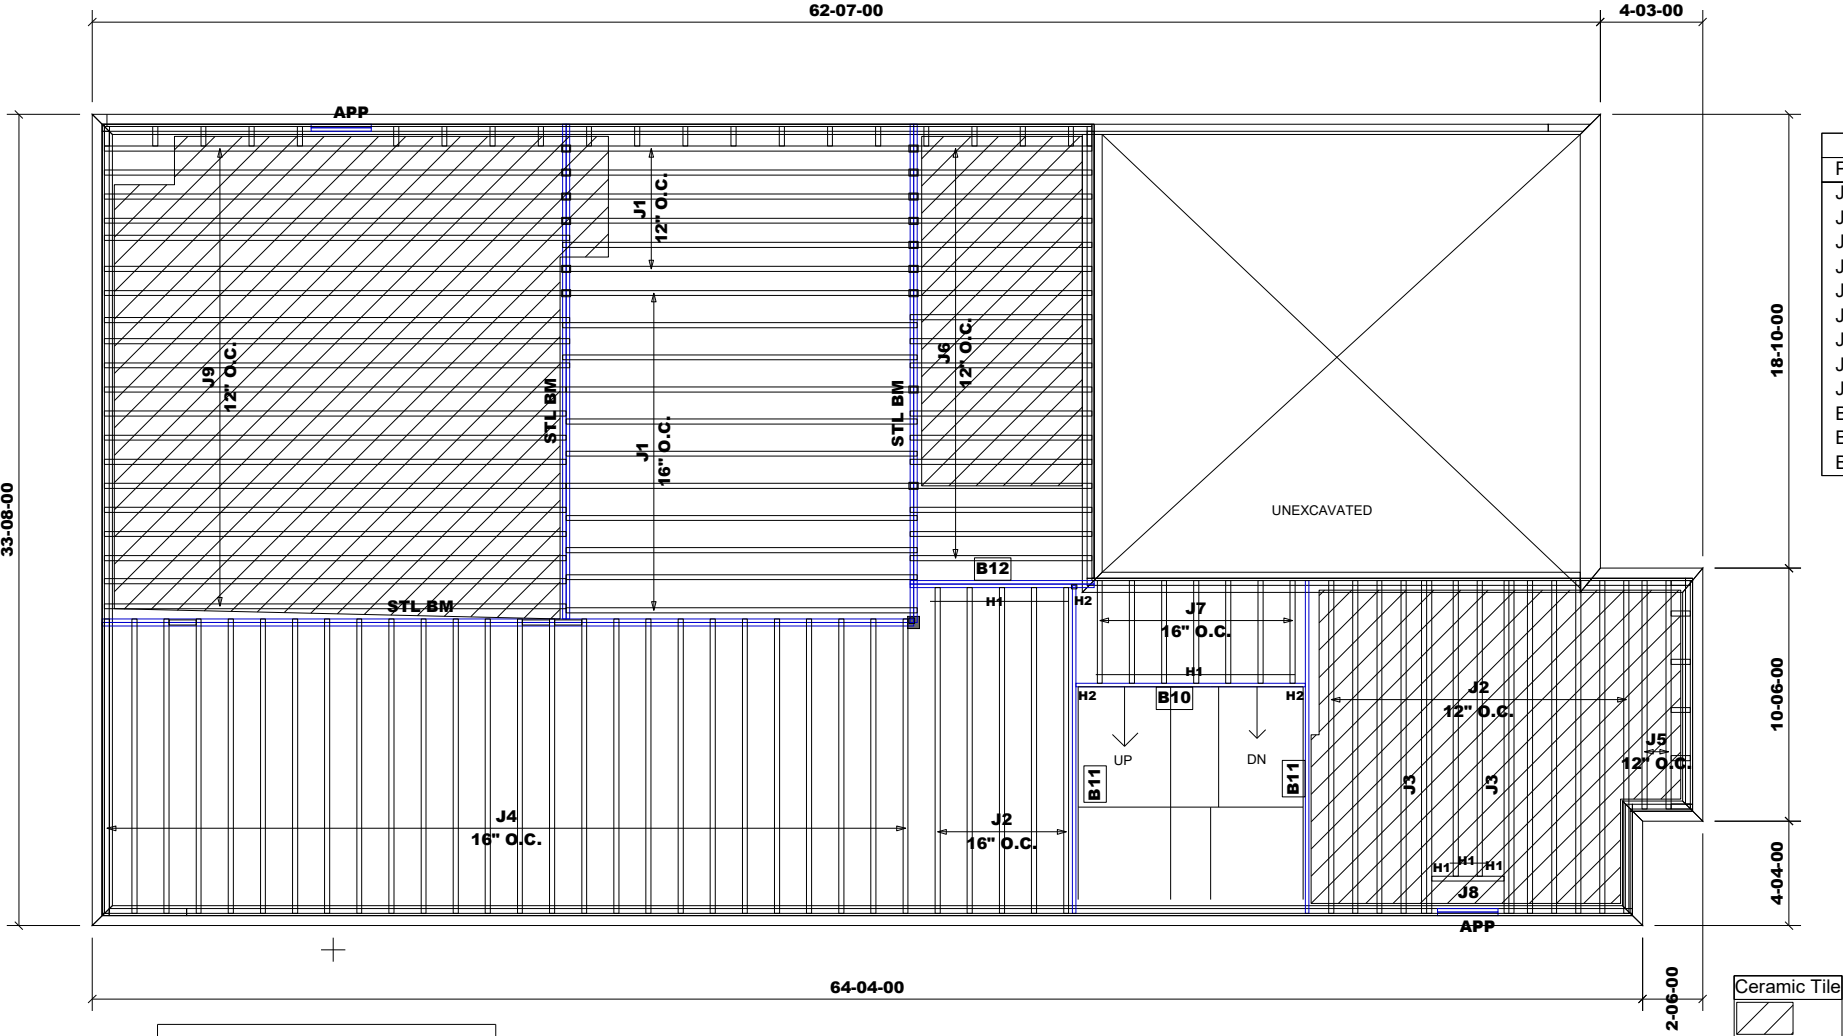 62-07-00
4-03-00
APP
33-08-00
18-10-00
10-06-00
4-04-00
J1
12" O.C.
J9
12" O.C.
J6
12" O.C.
STL BM
STL BM
J1
16" O.C.
UNEXCAVATED
B12
H1
H2
J7
16" O.C.
STL BM
H1
H2
B10
H2
J2
12" O.C.
UP
DN
J5
12" O.C.
B11
B11
J3
J3
J4
16" O.C.
J2
16" O.C.
H1
H1
H1
J8
APP
64-04-00
2-06-00
Ceramic Tile